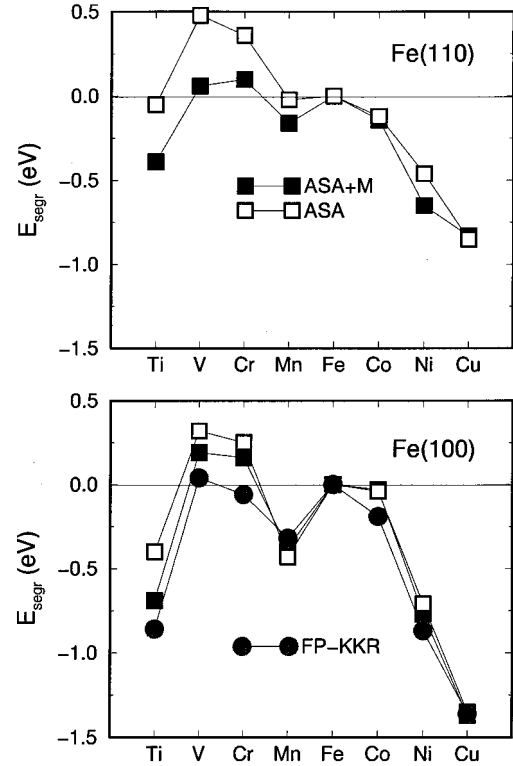 0.5
Fe(110)
0.0
E_segr (eV)
-0.5
ASA+M
ASA
-1.0
-1.5
Ti V Cr Mn Fe Co Ni Cu
0.5
Fe(100)
0.0
E_segr (eV)
-0.5
FP-KKR
-1.0
-1.5
Ti V Cr Mn Fe Co Ni Cu